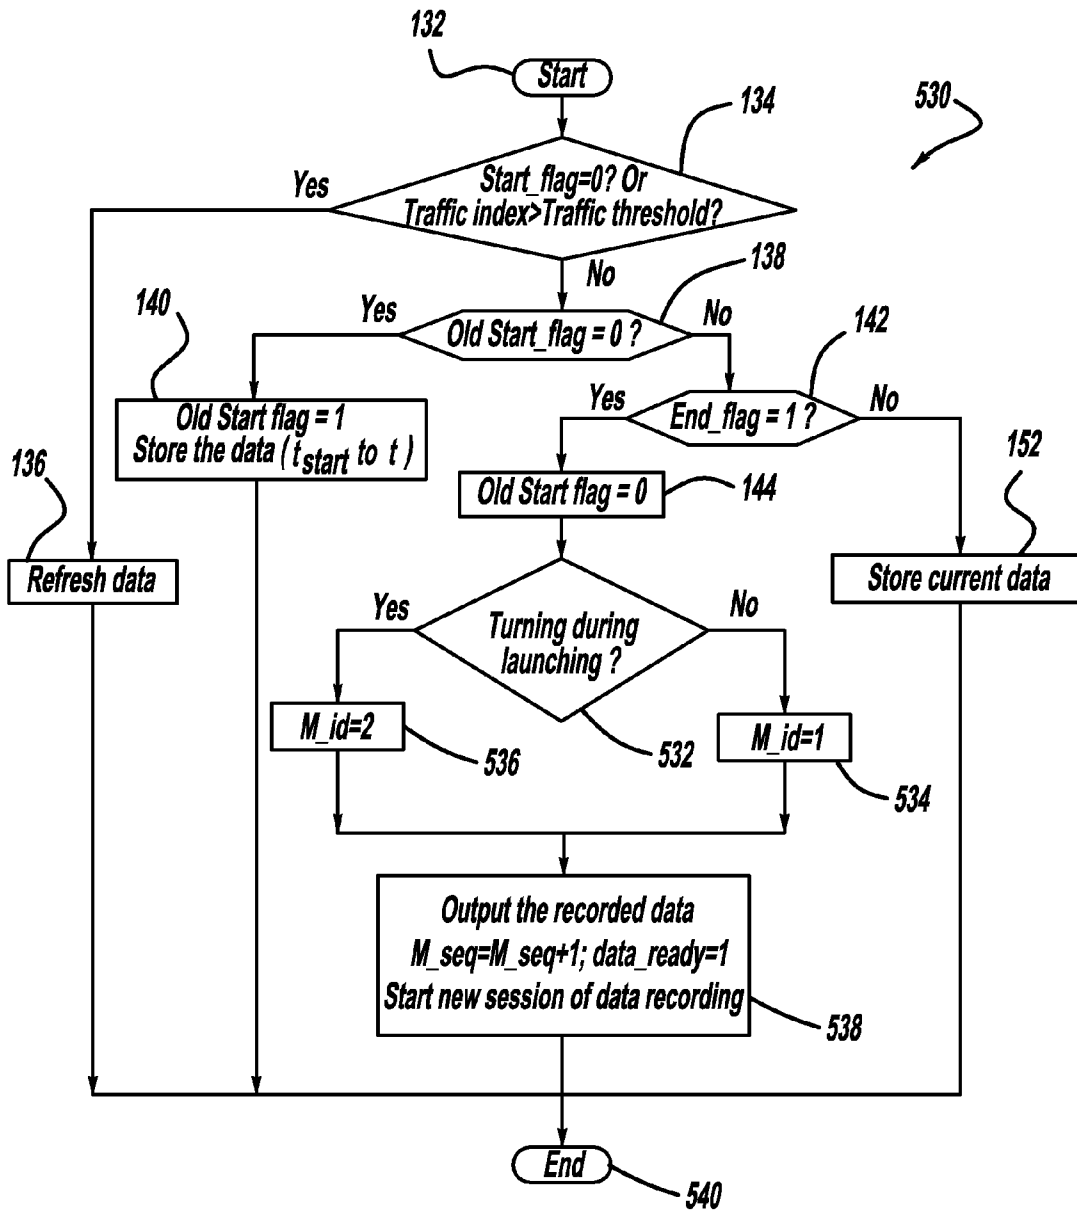 132
Start
134
530
Yes
Start_flag=0? Or
Traffic index>Traffic threshold?
No
138
140
Yes
Old Start_flag = 0 ?
No
142
Old Start flag = 1
Store the data ( tstart to t )
Yes
End_flag = 1 ?
No
136
Old Start flag = 0
144
152
Refresh data
Store current data
Yes
Turning during
launching ?
No
M_id=2
536
532
M_id=1
534
Output the recorded data
M_seq=M_seq+1; data_ready=1
Start new session of data recording
538
End
540